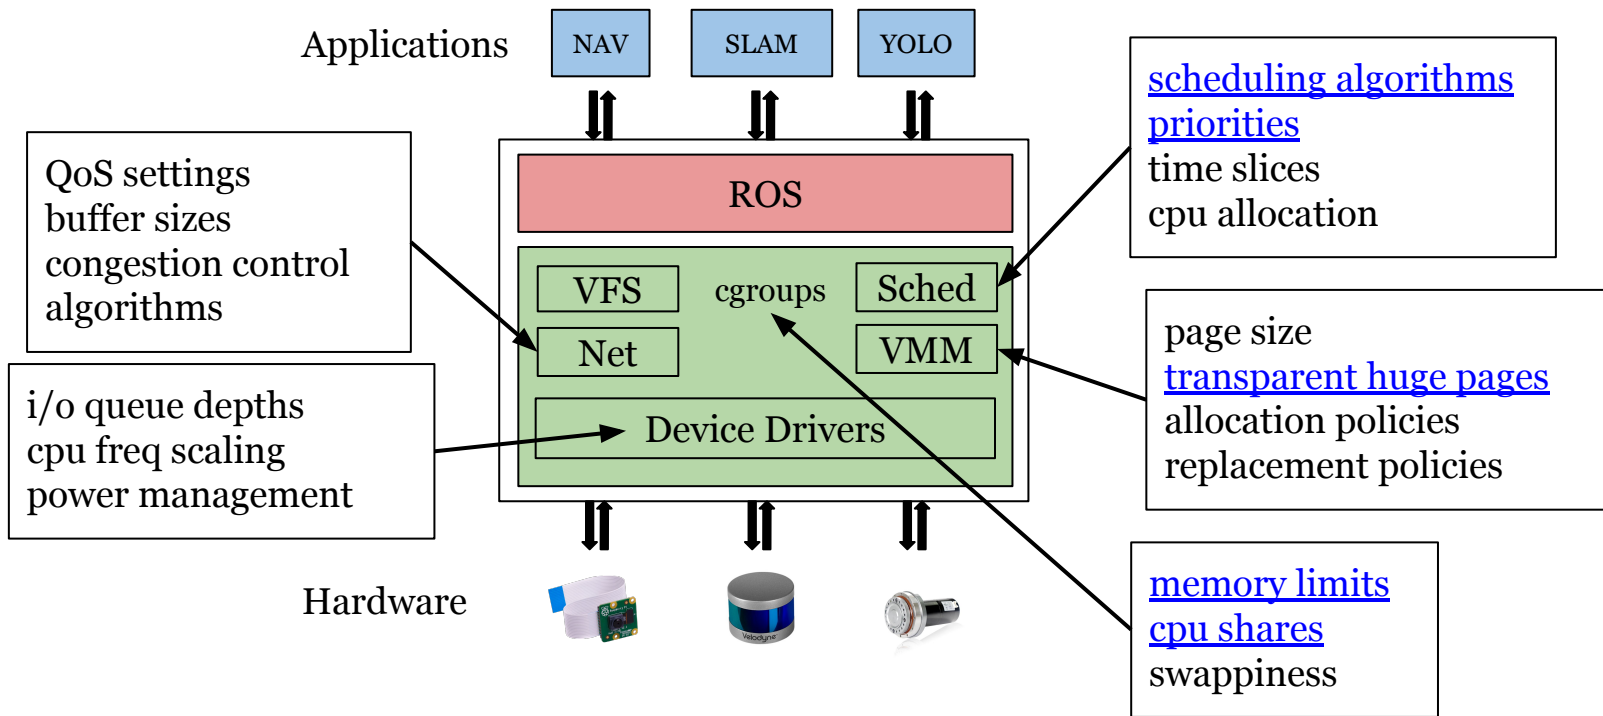 Applications
NAV
SLAM
YOLO
scheduling algorithms
priorities
time slices
cpu allocation
QoS settings
buffer sizes
congestion control
algorithms
ROS
VFS
cgroups
Sched
Net
VMM
page size
transparent huge pages
allocation policies
replacement policies
i/o queue depths
cpu freq scaling
power management
Device Drivers
Hardware
Velodyne
memory limits
cpu shares
swappiness